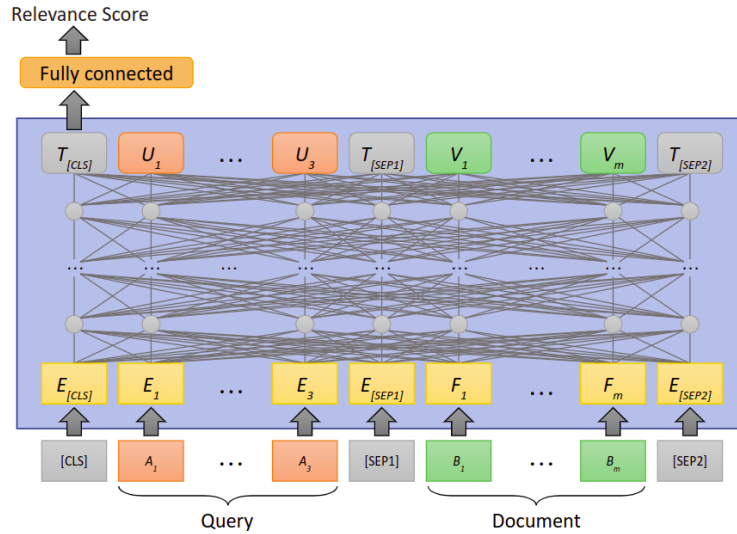 Relevance Score
Fully connected
T[CLS] U1 ... U3 T[SEP1] V1 ... Vm T[SEP2]
... ... ... ... ... ... ... ... ...
E[CLS] E1 ... E3 E[SEP1] F1 ... Fm E[SEP2]
[CLS] A1 ... A3 [SEP1] B1 ... Bm [SEP2]
Query Document